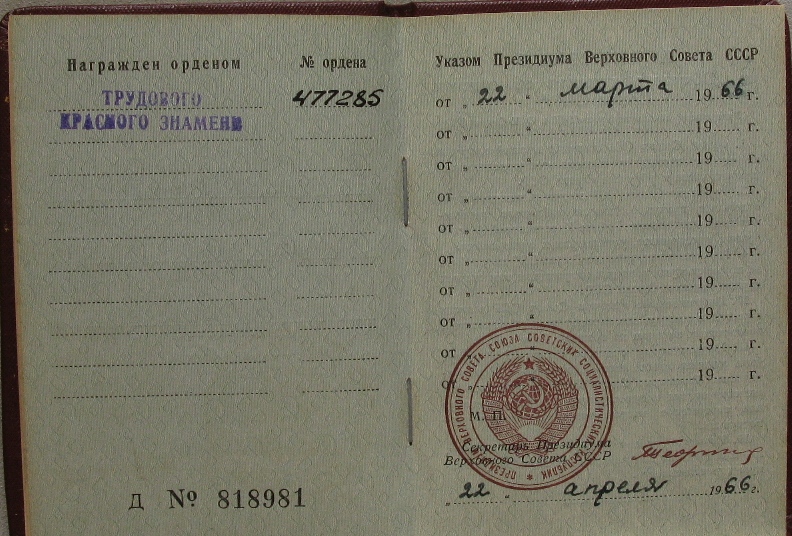 Награжден орденом
№ ордена
ТРУДОВОГО
КРАСНОГО ЗНАМЕНИ
477285
Д № 818981
Указом Президиума Верховного Совета СССР
от „ 22 “ марта 1966 г.
от „ “ 19 г.
от „ “ 19 г.
от „ “ 19 г.
от „ “ 19 г.
от „ “ 19 г.
от „ “ 19 г.
от „ “ 19 г.
от „ “ 19 г.
от „ 19 г.
М. П.
ПРЕЗИДИУМ ВЕРХОВНОГО СОВЕТА СОЮЗА СОВЕТСКИХ СОЦИАЛИСТИЧЕСКИХ РЕСПУБЛИК
Секретарь Президиума
Верховного Совета СССР
„ 22 “ апреля 1966 г.